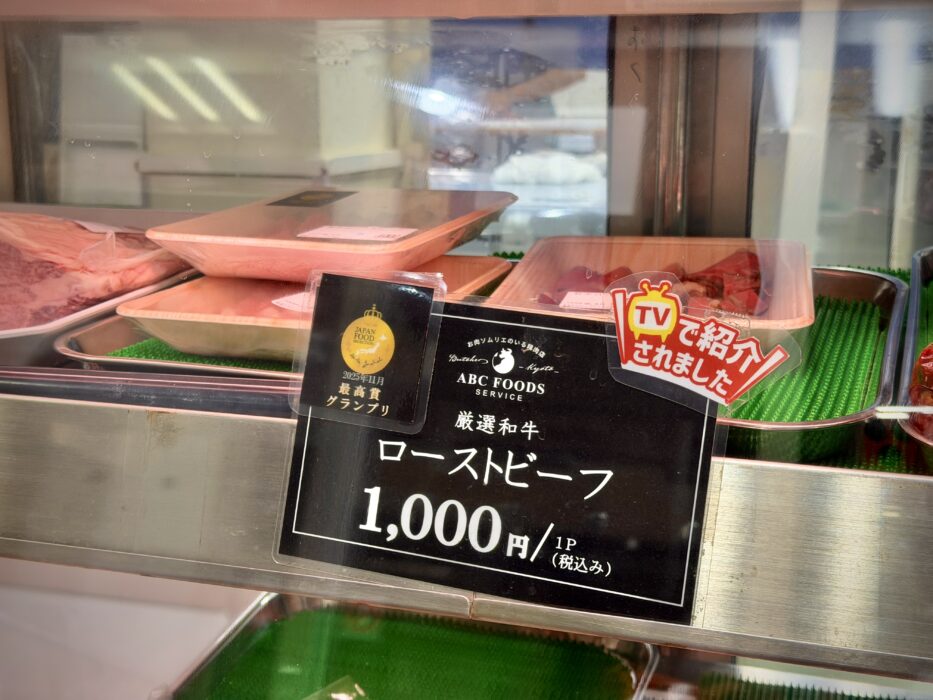 JAPAN
FOOD
2025年11月
最高賞
グランプリ
お肉ソムリエのいる精肉店
Butcher Kyoto
ABC FOODS
SERVICE
TV
で紹介
されました
厳選和牛
ローストビーフ
1,000円/1P
(税込み)